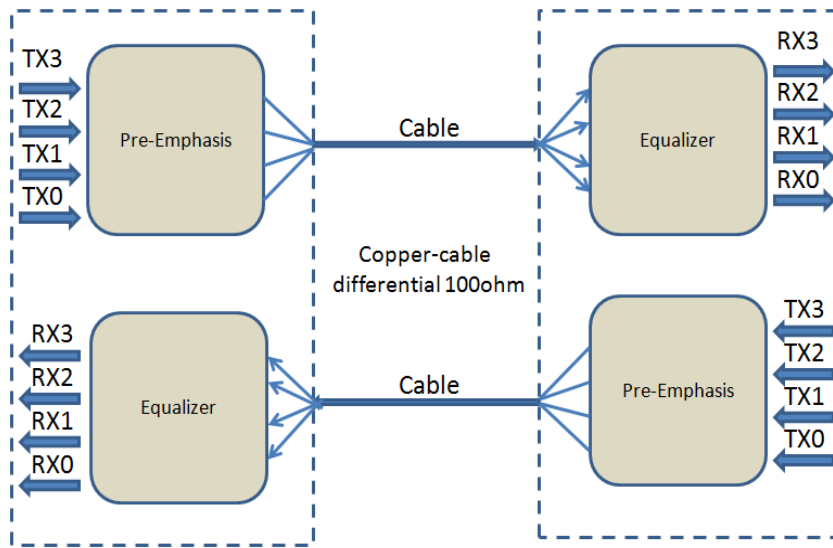 TX3
TX2
TX1
TX0
Pre-Emphasis
Cable
Equalizer
RX3
RX2
RX1
RX0
Copper-cable
differential 100ohm
RX3
RX2
RX1
RX0
Equalizer
Cable
Pre-Emphasis
TX3
TX2
TX1
TX0